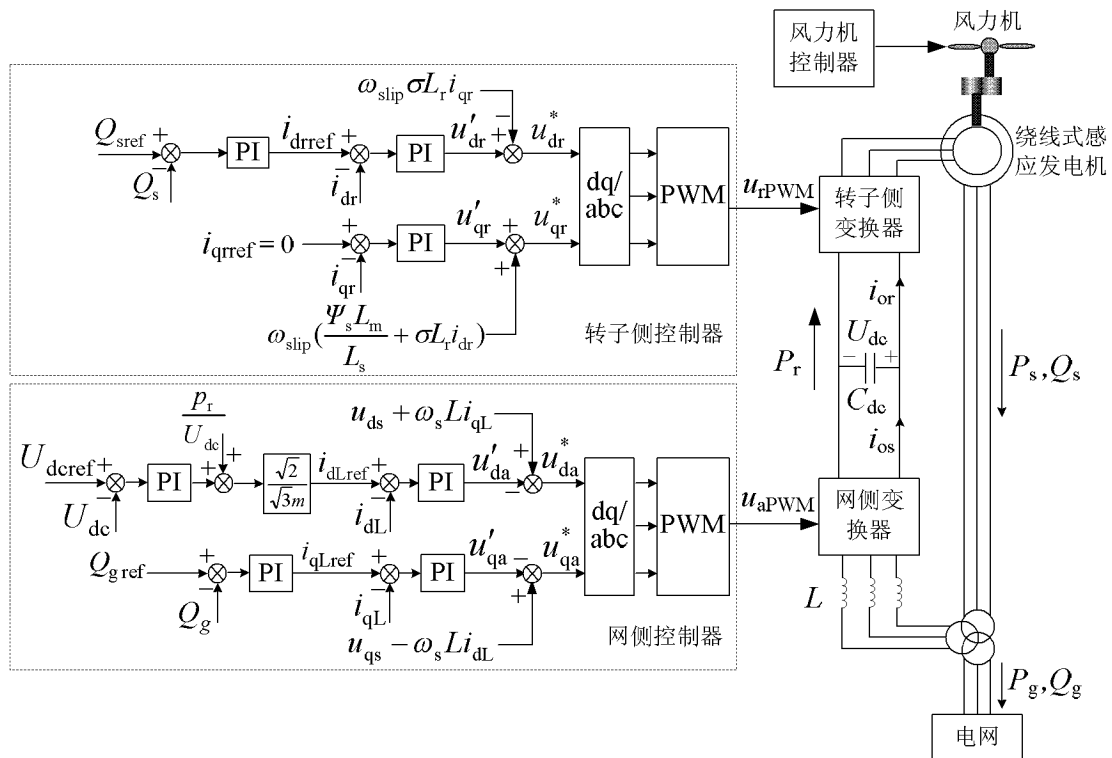 风力机
风力机
控制器
绕线式感
应发电机
ω_slip σL_r i_qr
Q_sref + − Q_s PI i_drref + − i_dr PI u'_dr + − u*_dr
i_qrref = 0 + − i_qr PI u'_qr + + u*_qr
dq/
abc
PWM
u_rPWM
转子侧
变换器
ω_slip(Ψ_s L_m / L_s + σL_r i_dr)
转子侧控制器
i_or
U_dc
− +
C_dc
i_os
P_r
P_s, Q_s
p_r / U_dc
u_ds + ω_s L i_qL
U_dcref + − U_dc PI + + √2/√3m i_dLref + − i_dL PI u'_da − + u*_da
Q_g ref + − Q_g PI i_qLref + − i_qL PI u'_qa − + u*_qa
dq/
abc
PWM
u_aPWM
网侧变
换器
u_qs − ω_s L i_dL
网侧控制器
L
P_g, Q_g
电网